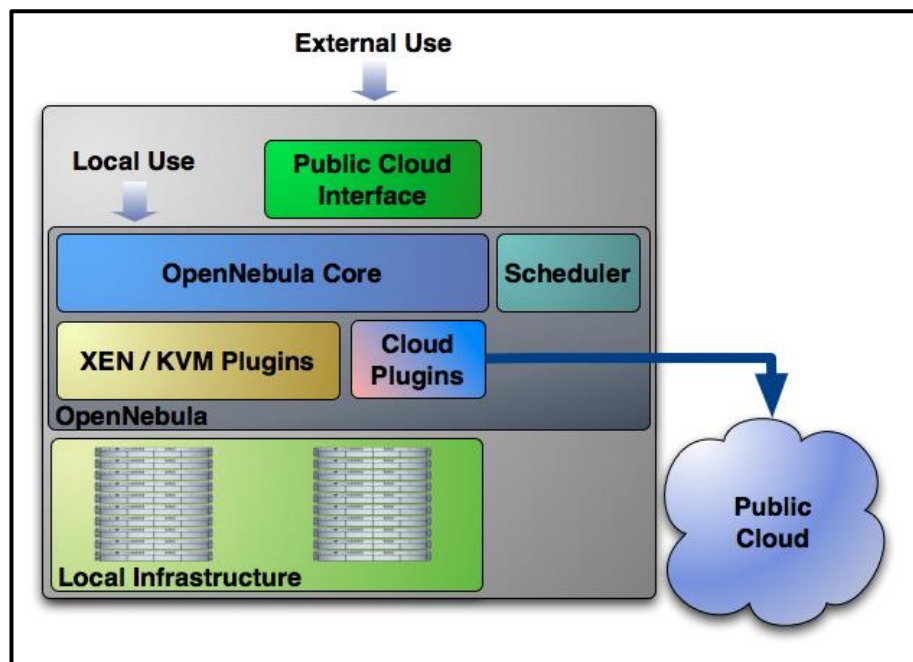 External Use
Local Use
Public Cloud
Interface
OpenNebula Core
Scheduler
XEN / KVM Plugins
Cloud
Plugins
OpenNebula
Public
Cloud
Local Infrastructure